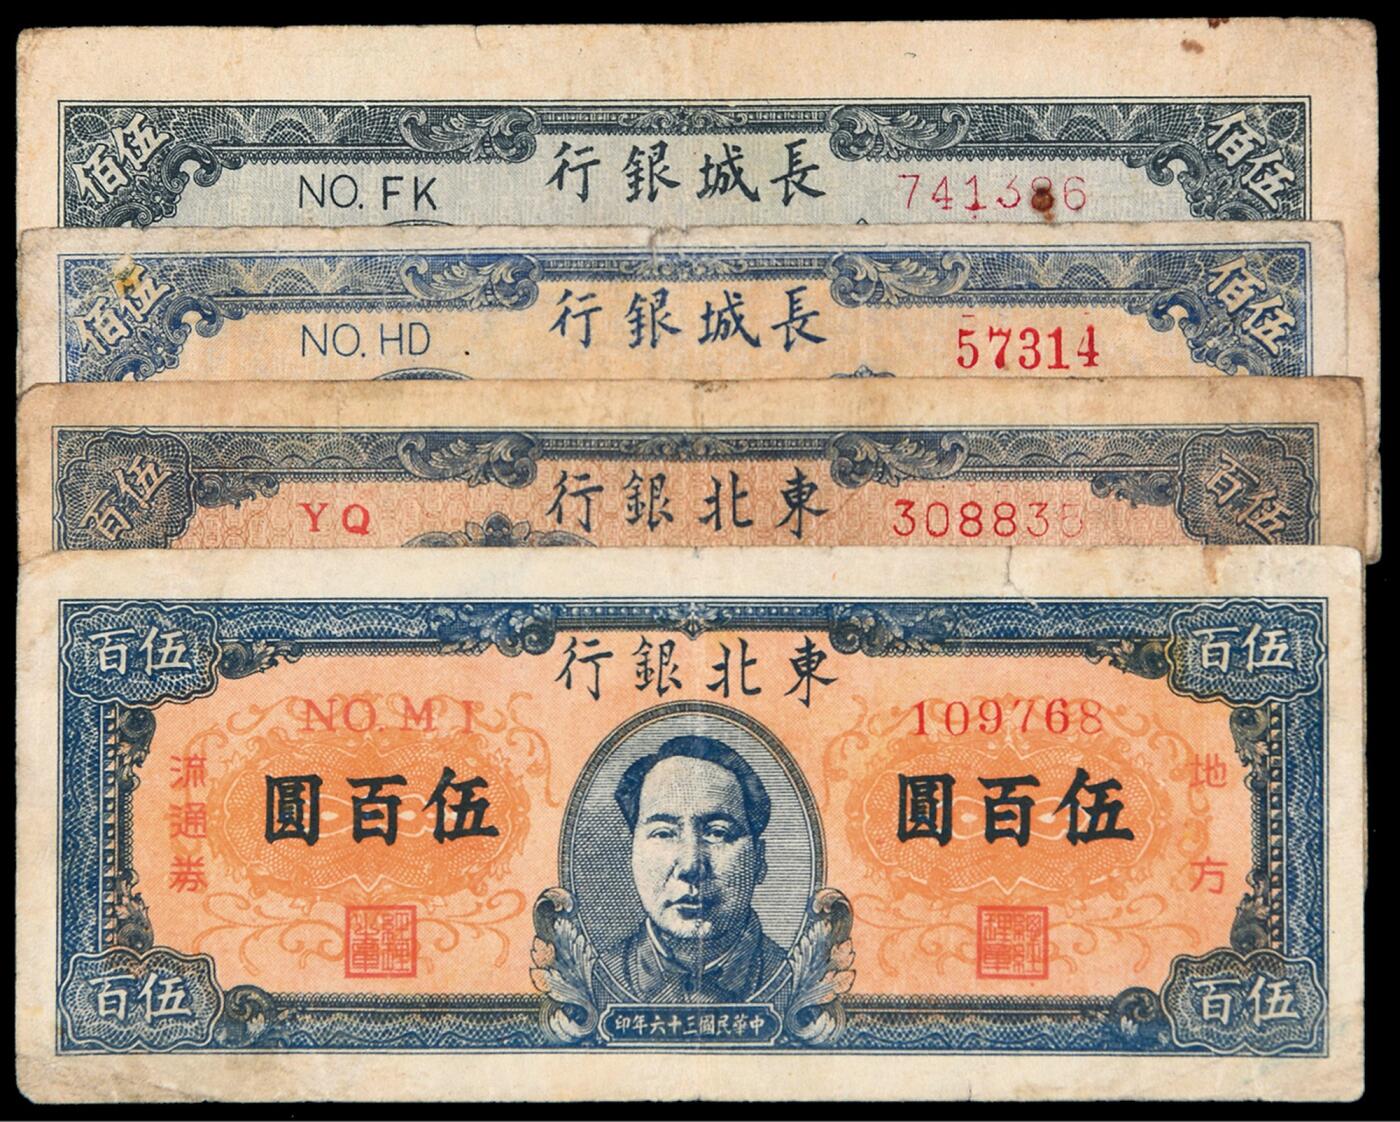 伍佰
NO. FK
長城銀行
741386
伍佰
伍佰
NO. HD
長城銀行
57314
伍佰
伍百
YQ
東北銀行
伍百
伍百
東北銀行
伍百
NO. MI
109768
地方
流通券
伍百圓
伍百圓
伍百
伍百
中華民國三十六年印